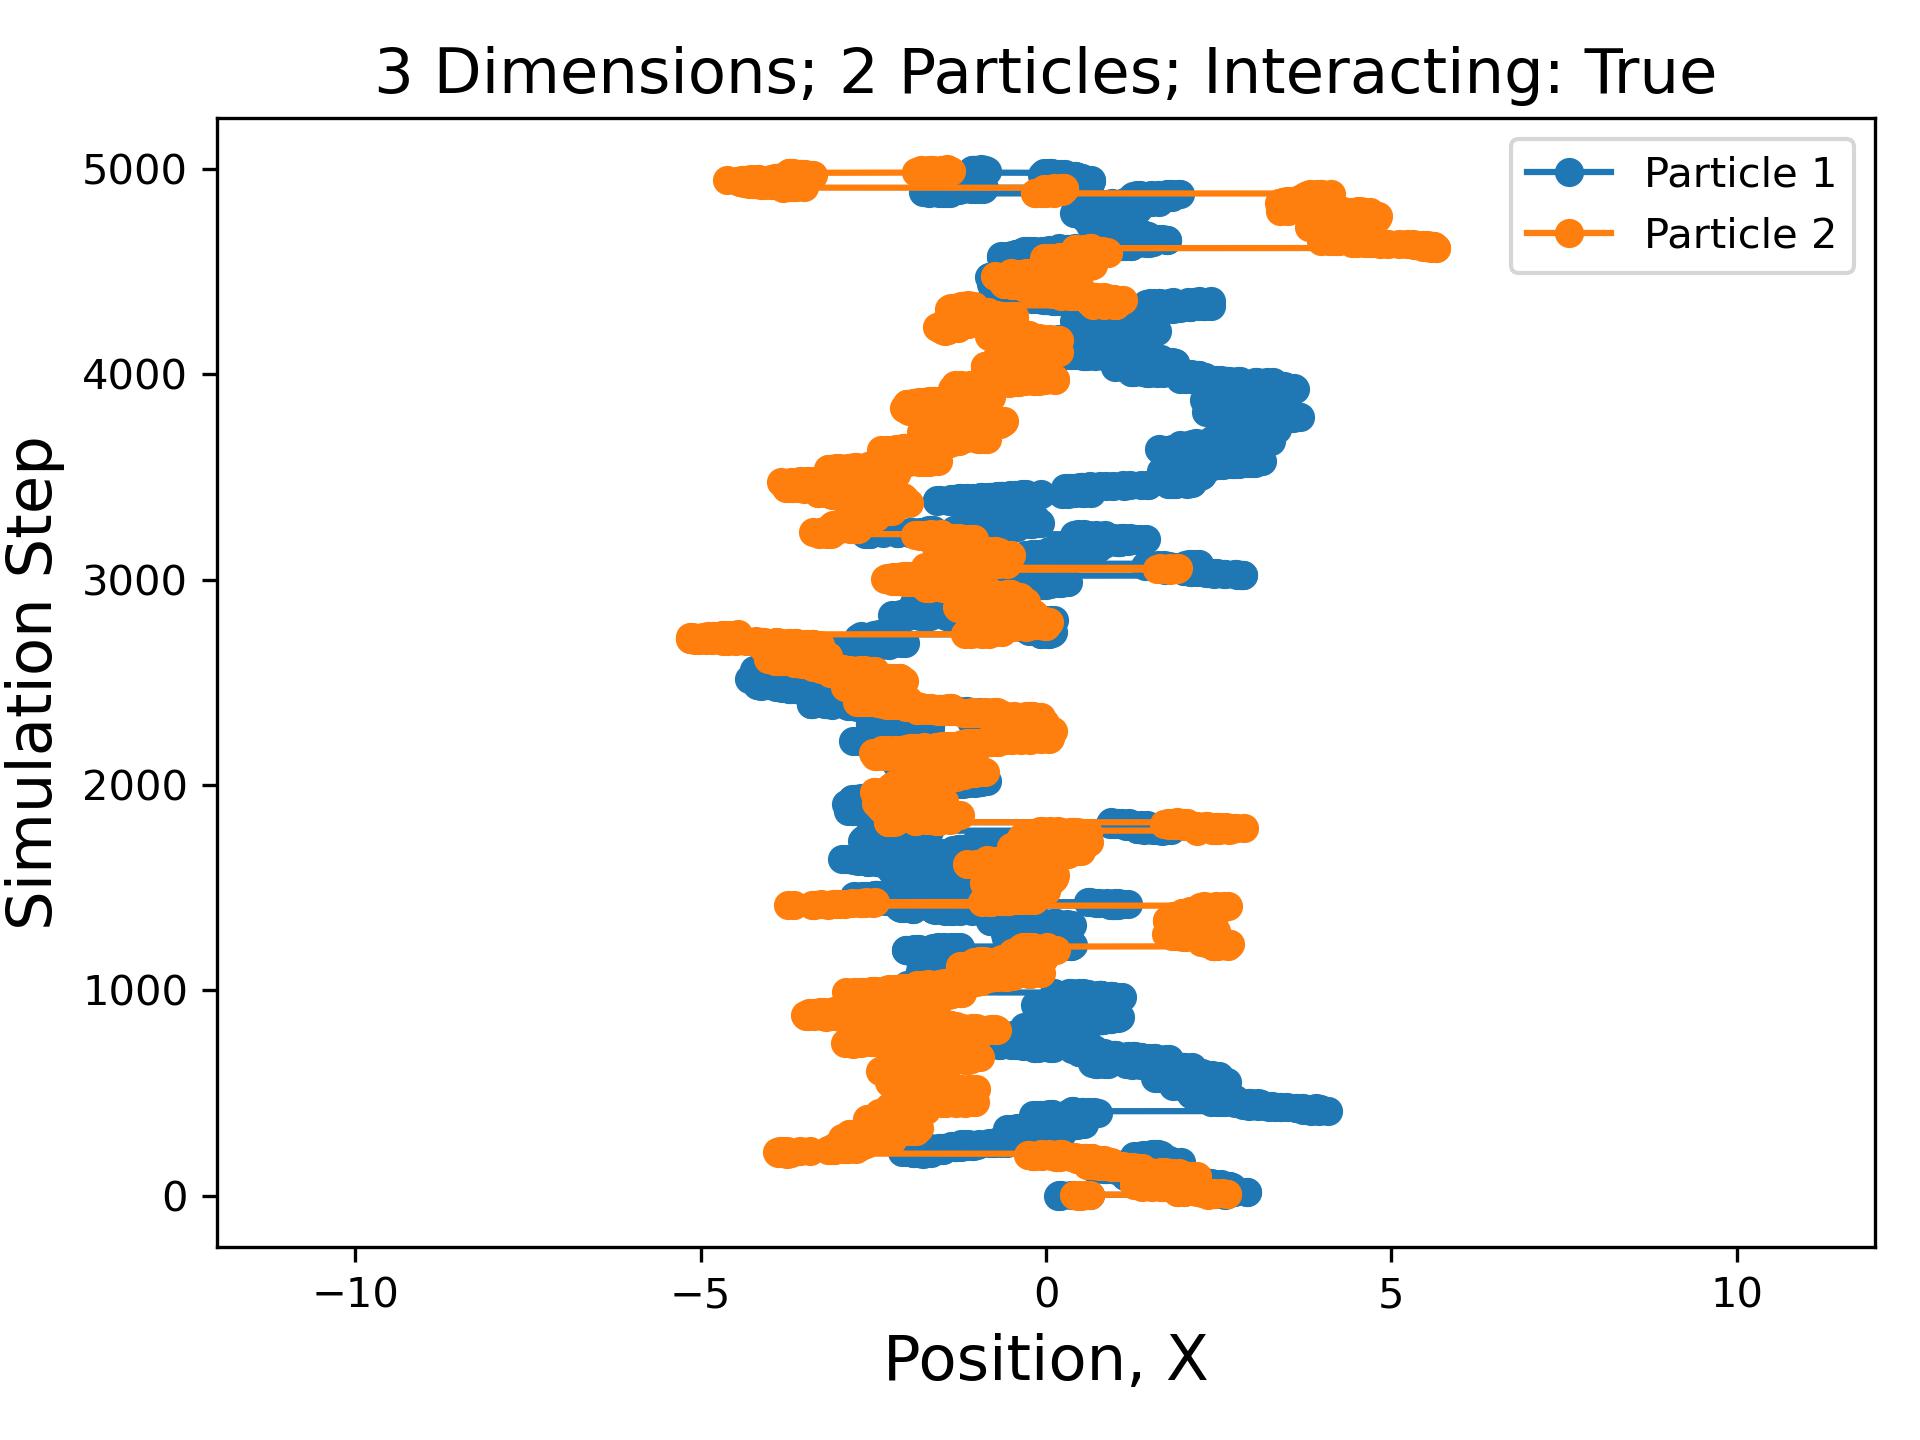 3 Dimensions; 2 Particles; Interacting: True
Particle 1
Particle 2
Simulation Step
5000
4000
3000
2000
1000
0
−10
−5
0
5
10
Position, X